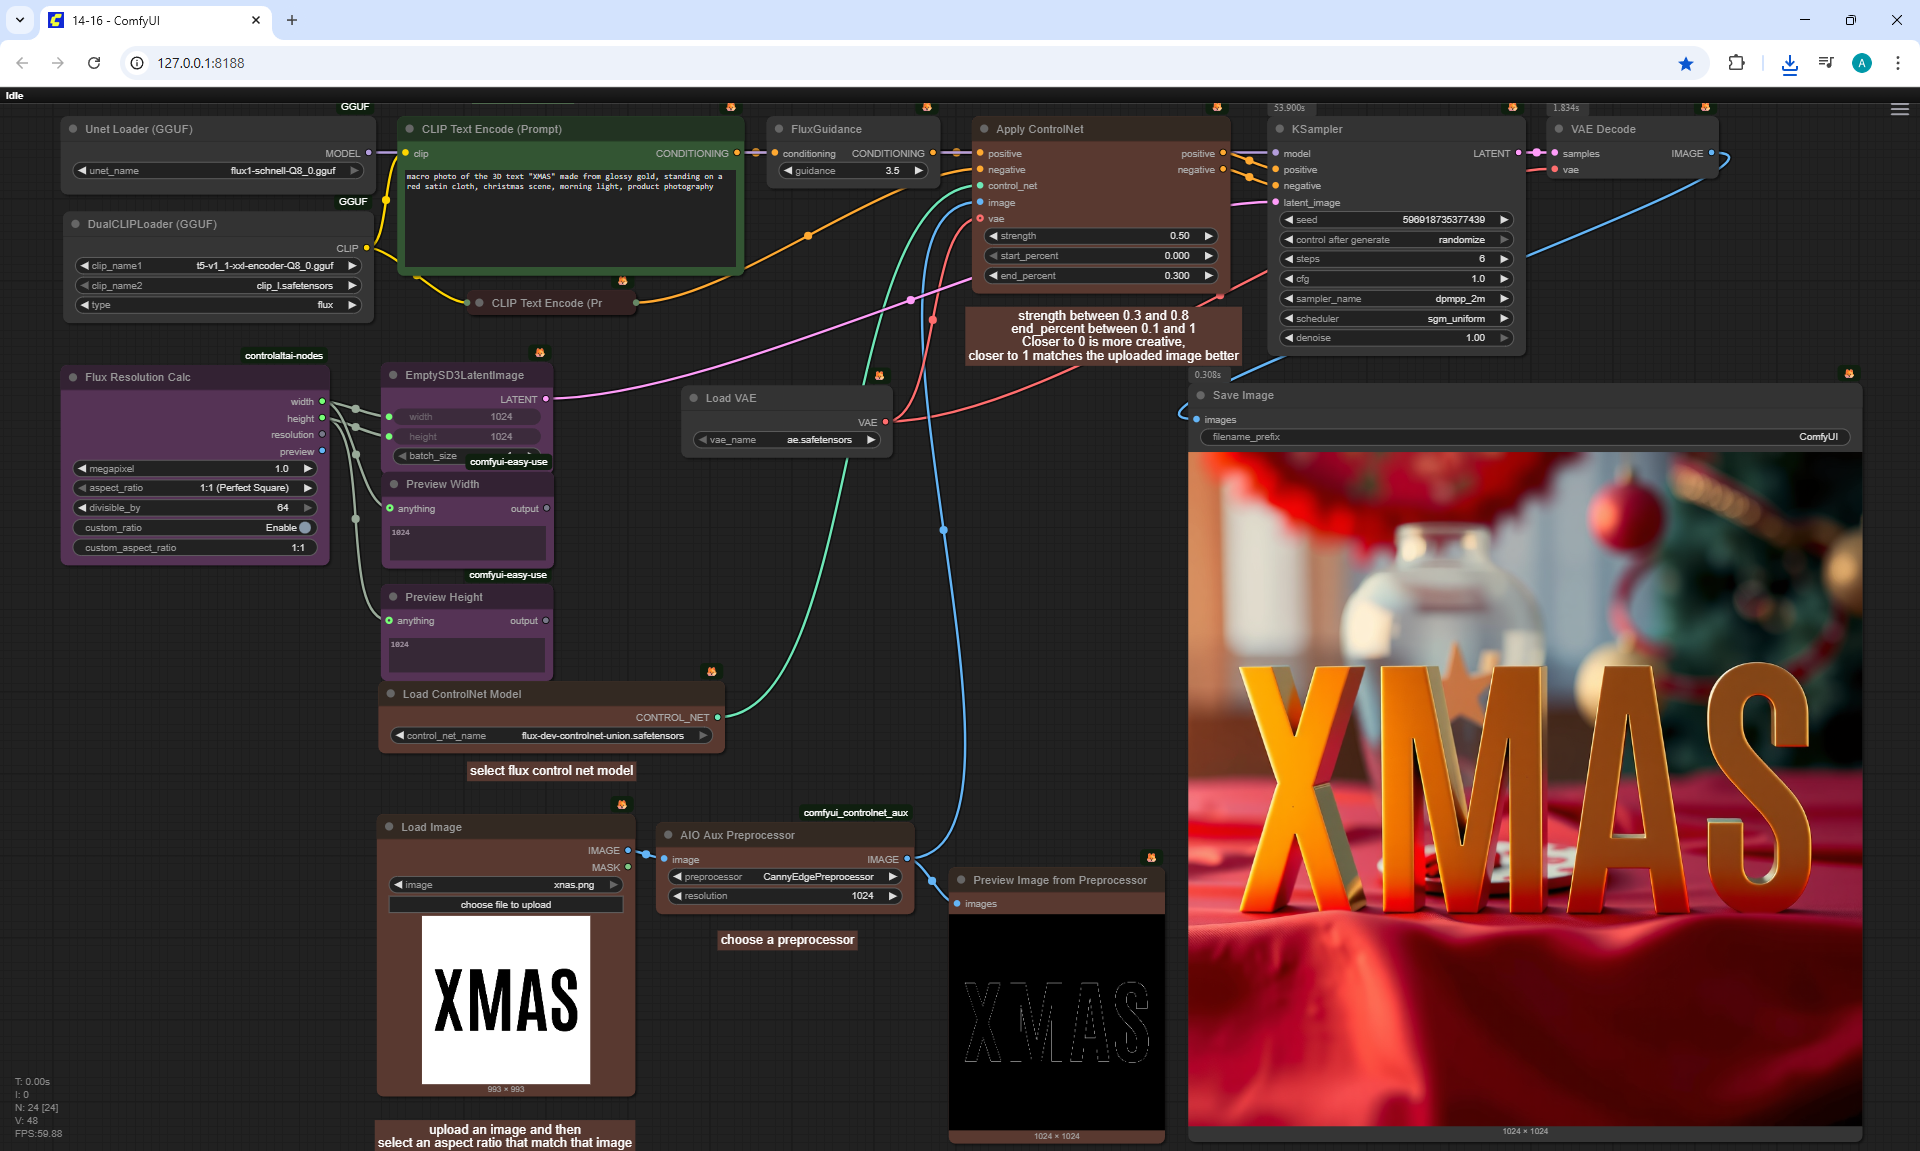 14-16 - ComfyUI
127.0.0.1:8188
A
Idle
GGUF
Unet Loader (GGUF)
MODEL
unet_name flux1-schnell-Q8_0.gguf
GGUF
DualCLIPLoader (GGUF)
CLIP
clip_name1 t5-v1_1-xxl-encoder-Q8_0.gguf
clip_name2 clip_l.safetensors
type flux
CLIP Text Encode (Prompt)
clip CONDITIONING
macro photo of the 3D text "XMAS" made from glossy gold, standing on a
red satin cloth, christmas scene, morning light, product photography
CLIP Text Encode (Pr
FluxGuidance
conditioning CONDITIONING
guidance 3.5
Apply ControlNet
positive positive
negative negative
control_net
image
vae
strength 0.50
start_percent 0.000
end_percent 0.300
strength between 0.3 and 0.8
end_percent between 0.1 and 1
Closer to 0 is more creative,
closer to 1 matches the uploaded image better
53.900s
KSampler
model LATENT
positive
negative
latent_image
seed 596918735377439
control after generate randomize
steps 6
cfg 1.0
sampler_name dpmpp_2m
scheduler sgm_uniform
denoise 1.00
1.834s
VAE Decode
samples IMAGE
vae
controlaltai-nodes
Flux Resolution Calc
width
height
resolution
preview
megapixel 1.0
aspect_ratio 1:1 (Perfect Square)
divisible_by 64
custom_ratio Enable
custom_aspect_ratio 1:1
EmptySD3LatentImage
LATENT
width 1024
height 1024
batch_size
comfyui-easy-use
Preview Width
anything output
1024
comfyui-easy-use
Preview Height
anything output
1024
Load VAE
VAE
vae_name ae.safetensors
Load ControlNet Model
CONTROL_NET
control_net_name flux-dev-controlnet-union.safetensors
select flux control net model
Load Image
IMAGE
MASK
image xnas.png
choose file to upload
XMAS
993 × 993
upload an image and then
select an aspect ratio that match that image
comfyui_controlnet_aux
AIO Aux Preprocessor
image IMAGE
preprocessor CannyEdgePreprocessor
resolution 1024
choose a preprocessor
Preview Image from Preprocessor
images
XMAS
1024 × 1024
0.308s
Save Image
images
filename_prefix ComfyUI
XMAS
1024 × 1024
T: 0.00s
I: 0
N: 24 [24]
V: 48
FPS:59.88